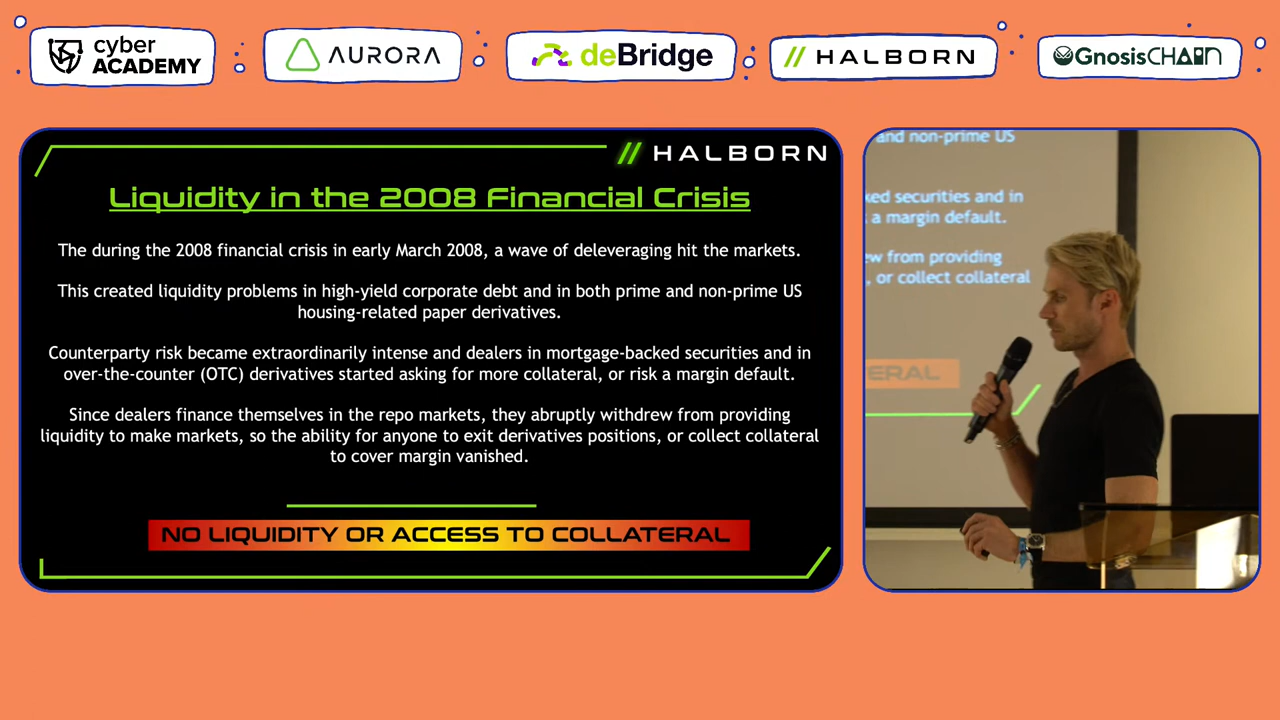 cyber
ACADEMY
AURORA
deBridge
// HALBORN
GnosisCHAIN
// HALBORN
Liquidity in the 2008 Financial Crisis
The during the 2008 financial crisis in early March 2008, a wave of deleveraging hit the markets.
This created liquidity problems in high-yield corporate debt and in both prime and non-prime US
housing-related paper derivatives.
Counterparty risk became extraordinarily intense and dealers in mortgage-backed securities and in
over-the-counter (OTC) derivatives started asking for more collateral, or risk a margin default.
Since dealers finance themselves in the repo markets, they abruptly withdrew from providing
liquidity to make markets, so the ability for anyone to exit derivatives positions, or collect collateral
to cover margin vanished.
NO LIQUIDITY OR ACCESS TO COLLATERAL
and non-prime US
ked securities and in
a margin default.
ew from providing
, or collect collateral
ERAL